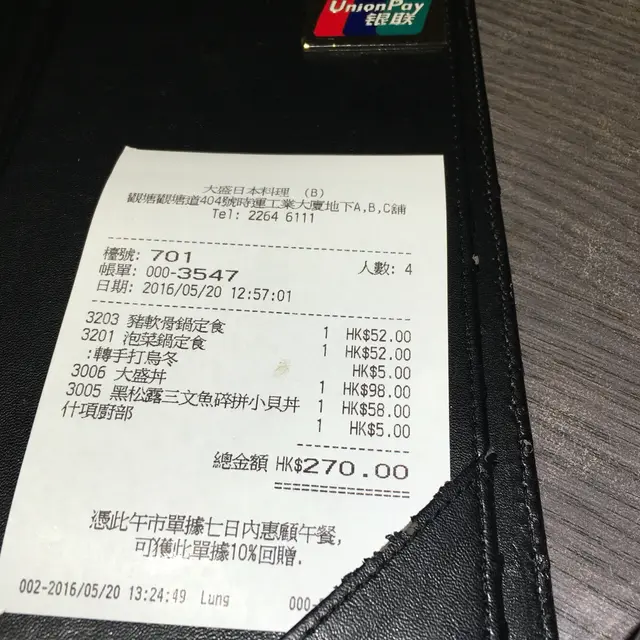 UnionPay
银联
大盛日本料理 (B)
觀塘觀塘道404號時運工業大廈地下A,B,C舖
Tel: 2264 6111
檯號: 701
人數: 4
帳單: 000-3547
日期: 2016/05/20 12:57:01
3203 豬軟骨鍋定食 1 HK$52.00
3201 泡菜鍋定食 1 HK$52.00
:轉手打烏冬 HK$5.00
3006 大盛丼 1 HK$98.00
3005 黑松露三文魚碎拼小貝丼 1 HK$58.00
什項廚部 1 HK$5.00
總金額 HK$270.00
憑此午市單據七日內惠顧午餐,
可獲此單據10%回贈.
002-2016/05/20 13:24:49 Lung 000-